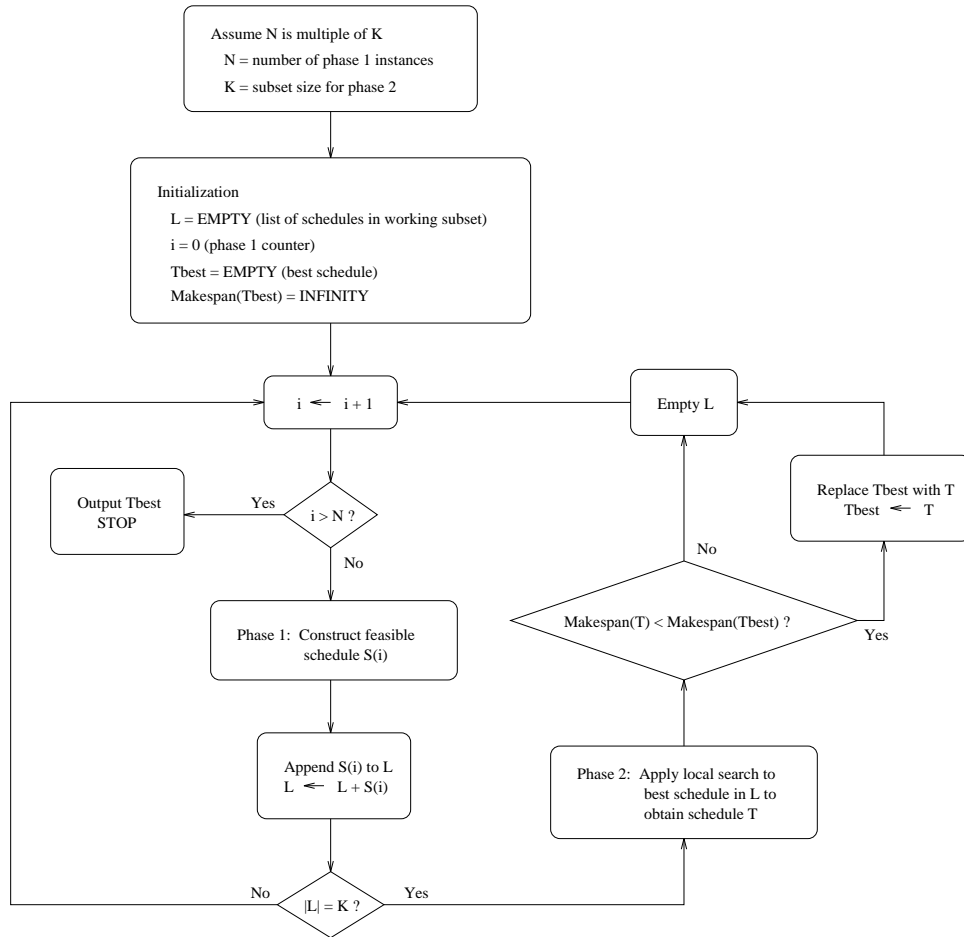 Assume N is multiple of K
N = number of phase 1 instances
K = subset size for phase 2
Initialization
L = EMPTY (list of schedules in working subset)
i = 0 (phase 1 counter)
Tbest = EMPTY (best schedule)
Makespan(Tbest) = INFINITY
i ← i + 1
Empty L
Output Tbest
STOP
Yes
i > N ?
No
Replace Tbest with T
Tbest ← T
No
Makespan(T) < Makespan(Tbest) ?
Yes
Phase 1: Construct feasible
schedule S(i)
Append S(i) to L
L ← L + S(i)
Phase 2: Apply local search to
best schedule in L to
obtain schedule T
No
|L| = K ?
Yes